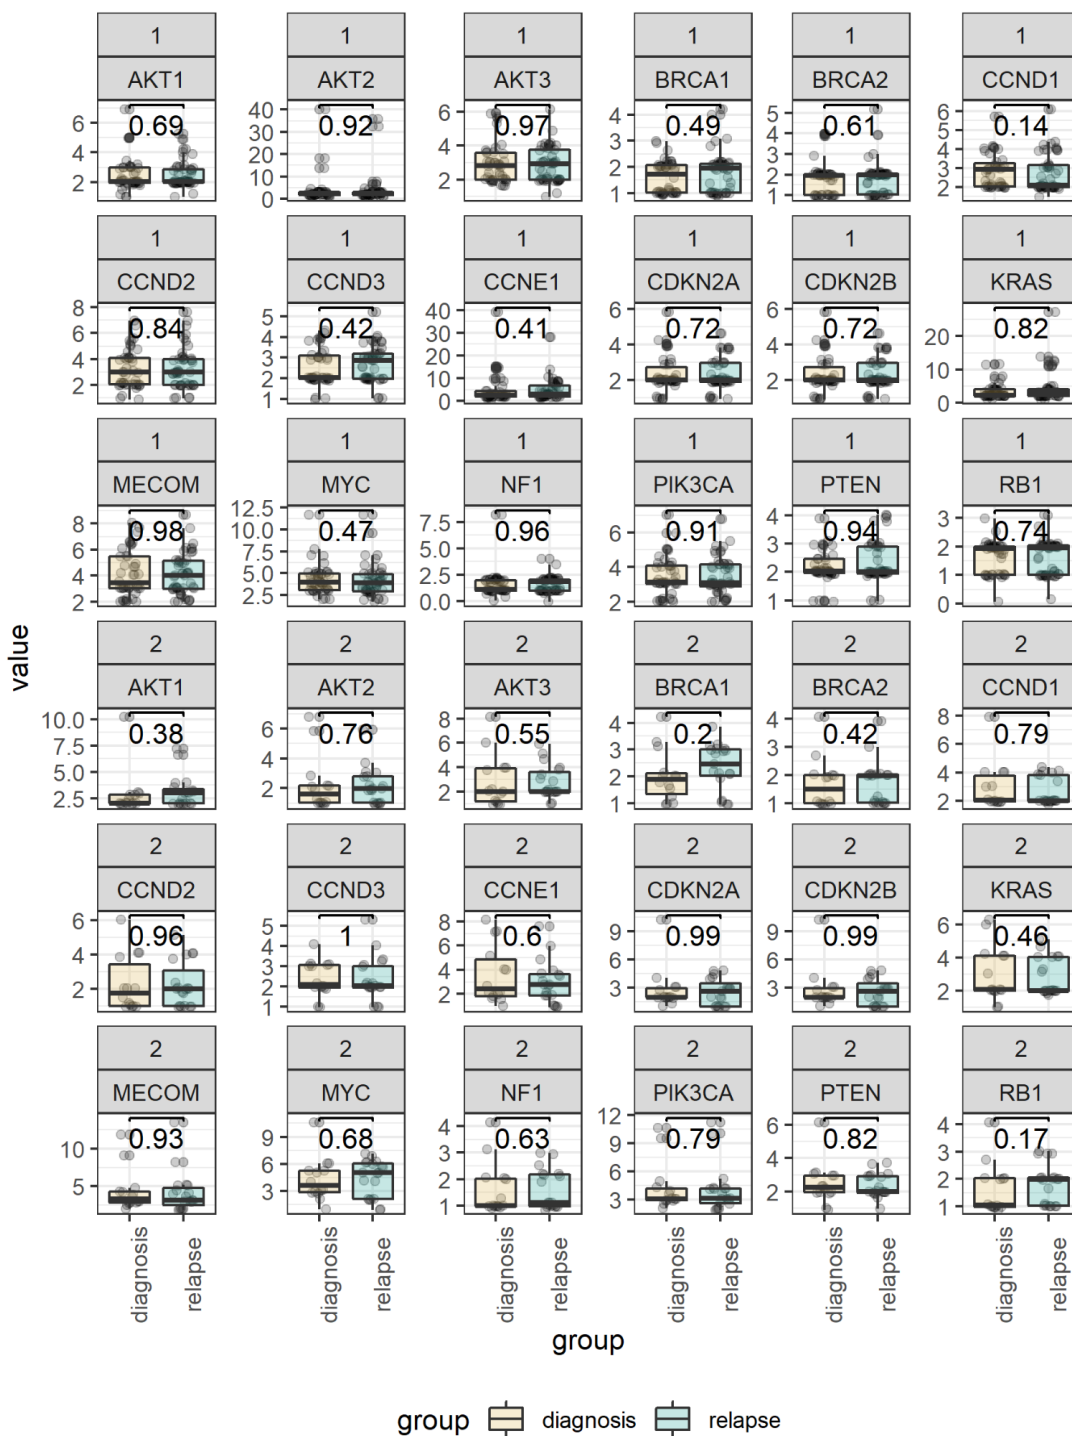 1 1 1 1 1 1
AKT1 AKT2 AKT3 BRCA1 BRCA2 CCND1
6 4 2 0.69 40 30 20 10 0 0.92 6 4 2 0.97 4 3 2 1 0.49 5 4 3 2 1 0.61 6 5 4 3 2 0.14
1 1 1 1 1 1
CCND2 CCND3 CCNE1 CDKN2A CDKN2B KRAS
8 6 4 2 0.84 5 4 3 2 1 0.42 40 30 20 10 0 0.41 6 4 2 0.72 6 4 2 0.72 20 10 0 0.82
1 1 1 1 1 1
MECOM MYC NF1 PIK3CA PTEN RB1
8 6 4 2 0.98 12.5 10.0 7.5 5.0 2.5 0.47 7.5 5.0 2.5 0.0 0.96 6 4 2 0.91 4 3 2 1 0.94 3 2 1 0 0.74
value
2 2 2 2 2 2
AKT1 AKT2 AKT3 BRCA1 BRCA2 CCND1
10.0 7.5 5.0 2.5 0.38 6 4 2 0.76 8 6 4 2 0.55 4 3 2 1 0.2 4 3 2 1 0.42 8 6 4 2 0.79
2 2 2 2 2 2
CCND2 CCND3 CCNE1 CDKN2A CDKN2B KRAS
6 4 2 0.96 5 4 3 2 1 1 8 6 4 2 0.6 9 6 3 0.99 9 6 3 0.99 6 4 2 0.46
2 2 2 2 2 2
MECOM MYC NF1 PIK3CA PTEN RB1
10 5 0.93 9 6 3 0.68 4 3 2 1 0.63 12 9 6 3 0.79 6 4 2 0.82 4 3 2 1 0.17
diagnosis relapse diagnosis relapse diagnosis relapse diagnosis relapse diagnosis relapse diagnosis relapse
group
group diagnosis relapse